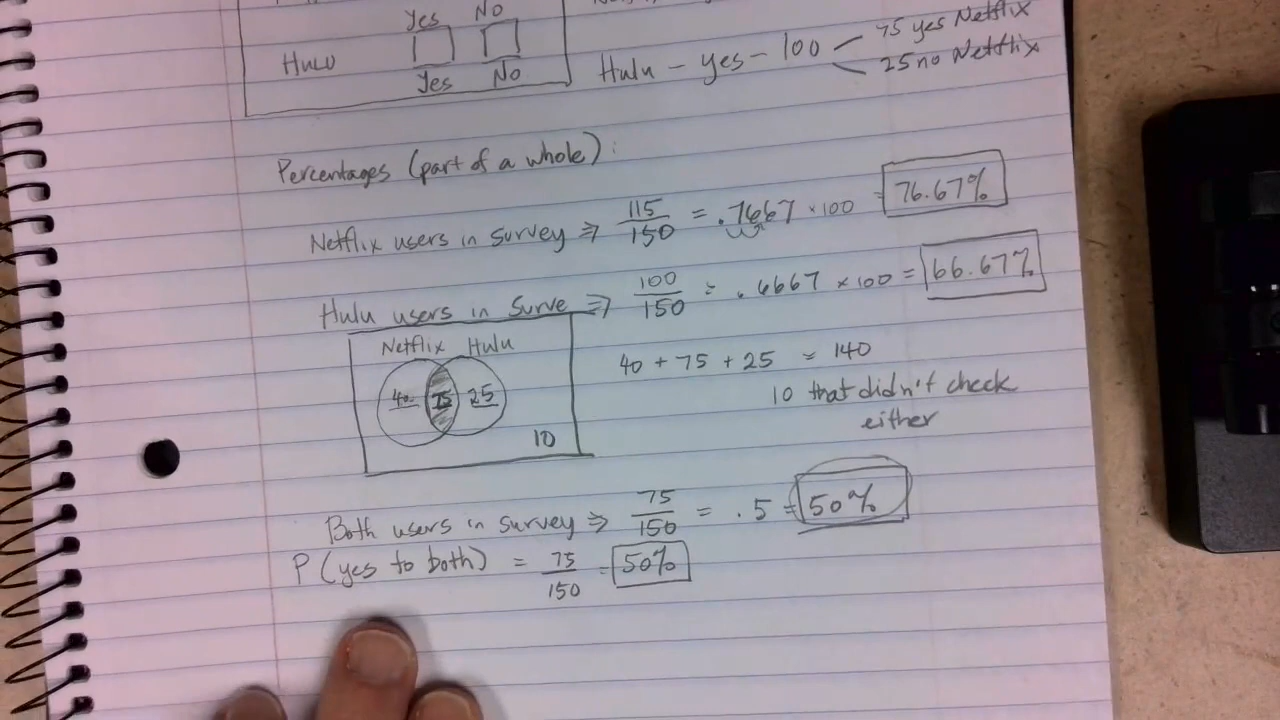 Yes No
Hulu
Yes No
Hulu - yes - 100
75 yes Netflix
25 no Netflix
Percentages (part of a whole):
Netflix users in survey ⇒ 115/150 = .7667 × 100 = 76.67%
Hulu users in Surve ⇒ 100/150 = .6667 × 100 = 66.67%
Netflix Hulu
40 75 25
10
40 + 75 + 25 = 140
10 that didn't check
either
Both users in survey ⇒ 75/150 = .5 = 50%
P (yes to both) = 75/150 = 50%